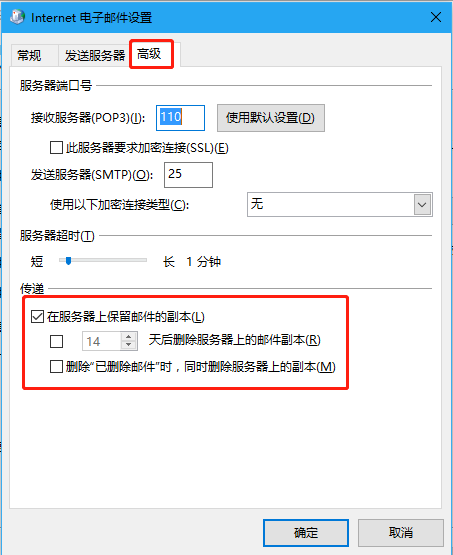 Internet 电子邮件设置
常规 发送服务器 高级
服务器端口号
接收服务器(POP3)(I): 110 使用默认设置(D)
此服务器要求加密连接(SSL)(E)
发送服务器(SMTP)(O): 25
使用以下加密连接类型(C): 无
服务器超时(T)
短 长 1 分钟
传递
在服务器上保留邮件的副本(L)
14 天后删除服务器上的邮件副本(R)
删除“已删除邮件”时，同时删除服务器上的副本(M)
确定 取消